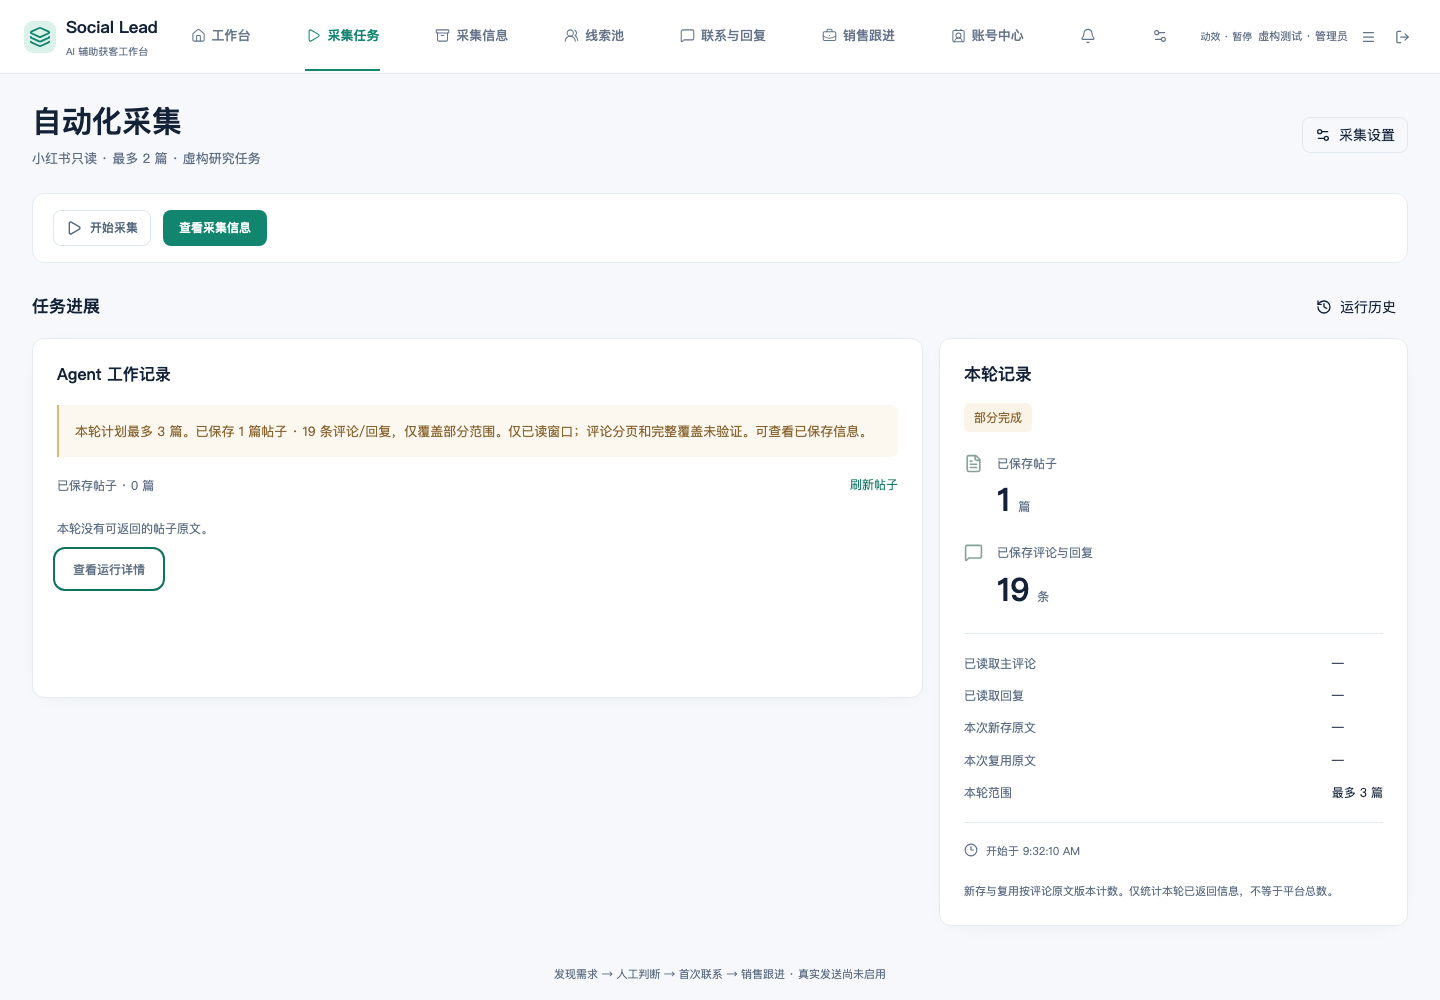 Social Lead
AI 辅助获客工作台
工作台
采集任务
采集信息
线索池
联系与回复
销售跟进
账号中心
动效 · 暂停 虚构测试 · 管理员
自动化采集
小红书只读 · 最多 2 篇 · 虚构研究任务
采集设置
开始采集
查看采集信息
任务进展
运行历史
Agent 工作记录
本轮计划最多 3 篇。已保存 1 篇帖子 · 19 条评论/回复，仅覆盖部分范围。仅已读窗口；评论分页和完整覆盖未验证。可查看已保存信息。
已保存帖子 · 0 篇
刷新帖子
本轮没有可返回的帖子原文。
查看运行详情
本轮记录
部分完成
已保存帖子
1 篇
已保存评论与回复
19 条
已读取主评论 —
已读取回复 —
本次新存原文 —
本次复用原文 —
本轮范围 最多 3 篇
开始于 9:32:10 AM
新存与复用按评论原文版本计数。仅统计本轮已返回信息，不等于平台总数。
发现需求 → 人工判断 → 首次联系 → 销售跟进 · 真实发送尚未启用